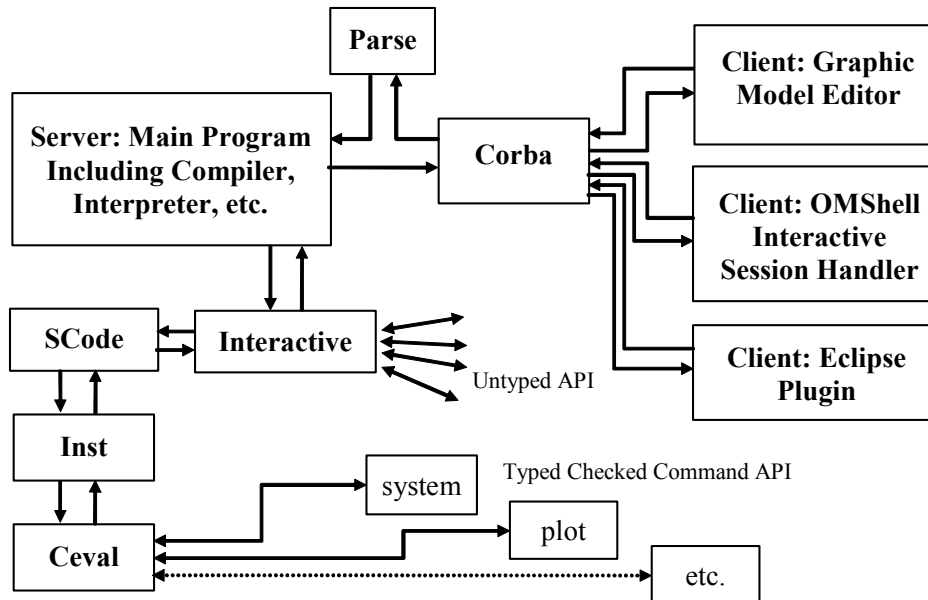 Parse
Client: Graphic
Model Editor
Server: Main Program
Including Compiler,
Interpreter, etc.
Corba
Client: OMShell
Interactive
Session Handler
SCode
Interactive
Untyped API
Client: Eclipse
Plugin
Inst
system
Typed Checked Command API
plot
Ceval
etc.